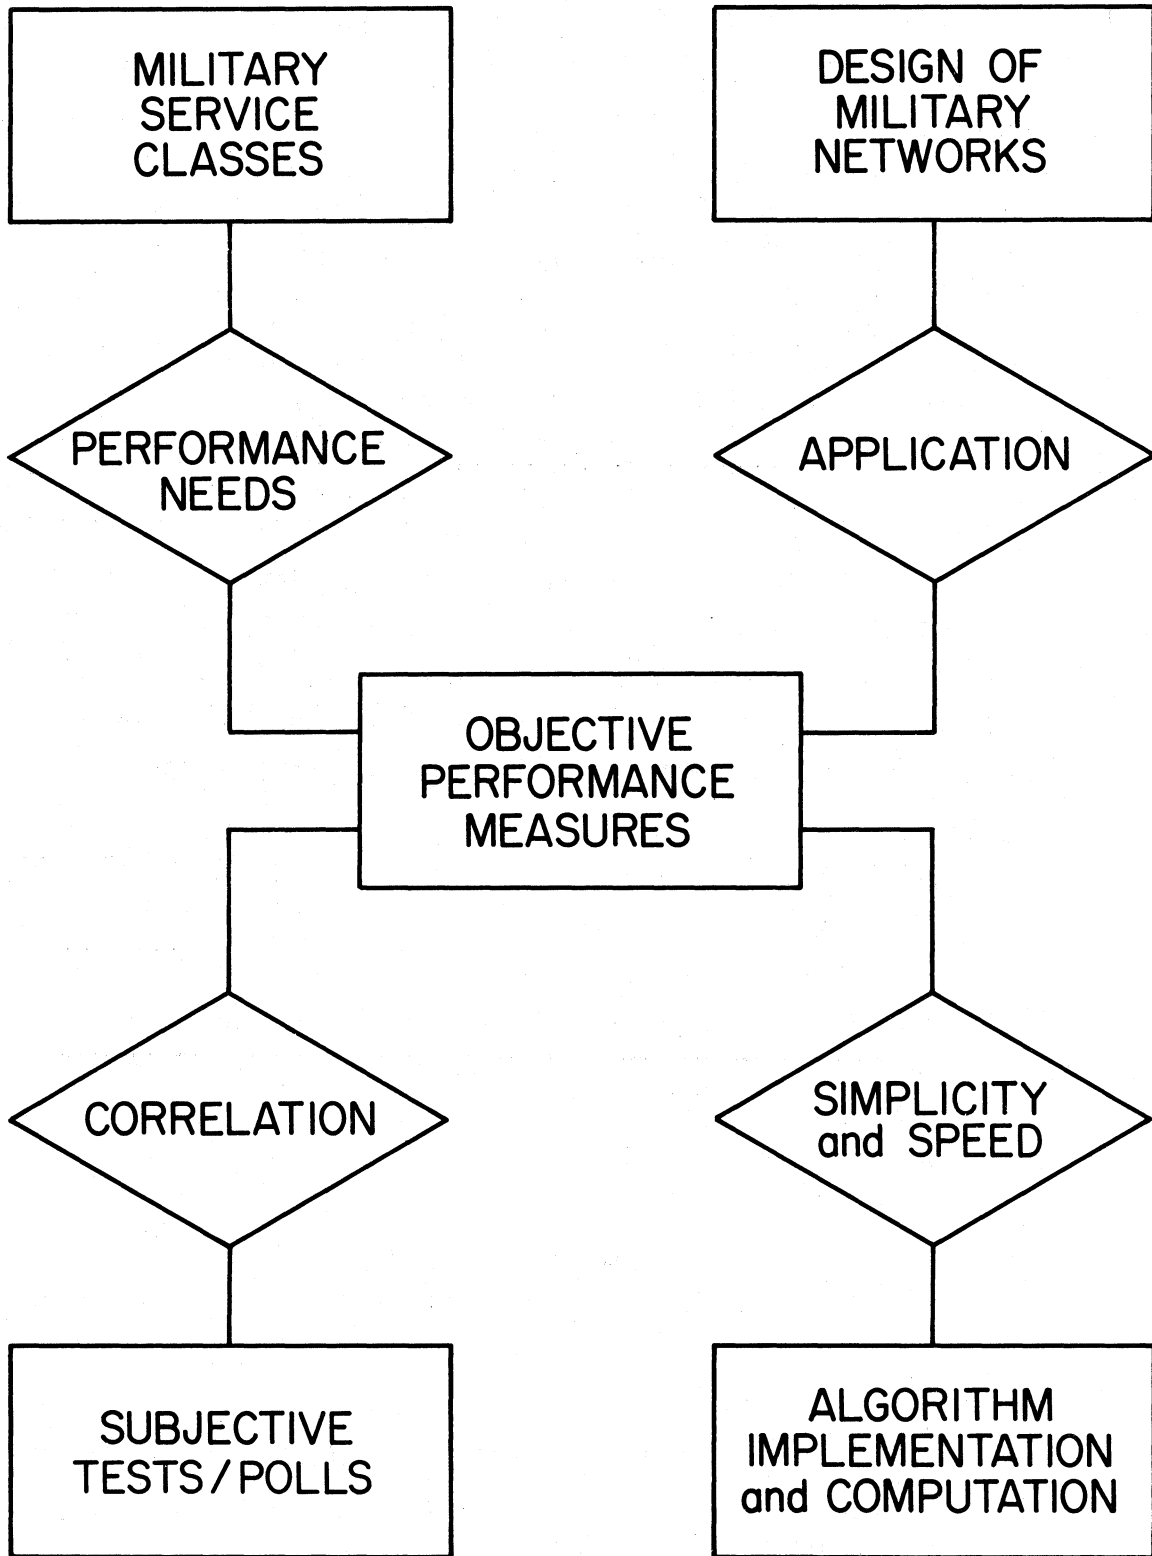 MILITARY
SERVICE
CLASSES
DESIGN OF
MILITARY
NETWORKS
PERFORMANCE
NEEDS
APPLICATION
OBJECTIVE
PERFORMANCE
MEASURES
CORRELATION
SIMPLICITY
and SPEED
SUBJECTIVE
TESTS/POLLS
ALGORITHM
IMPLEMENTATION
and COMPUTATION